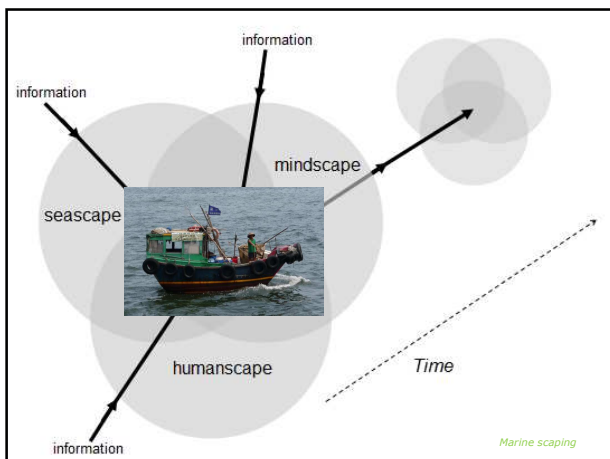 information
information
mindscape
seascape
humanscape
Time
information
Marine scaping